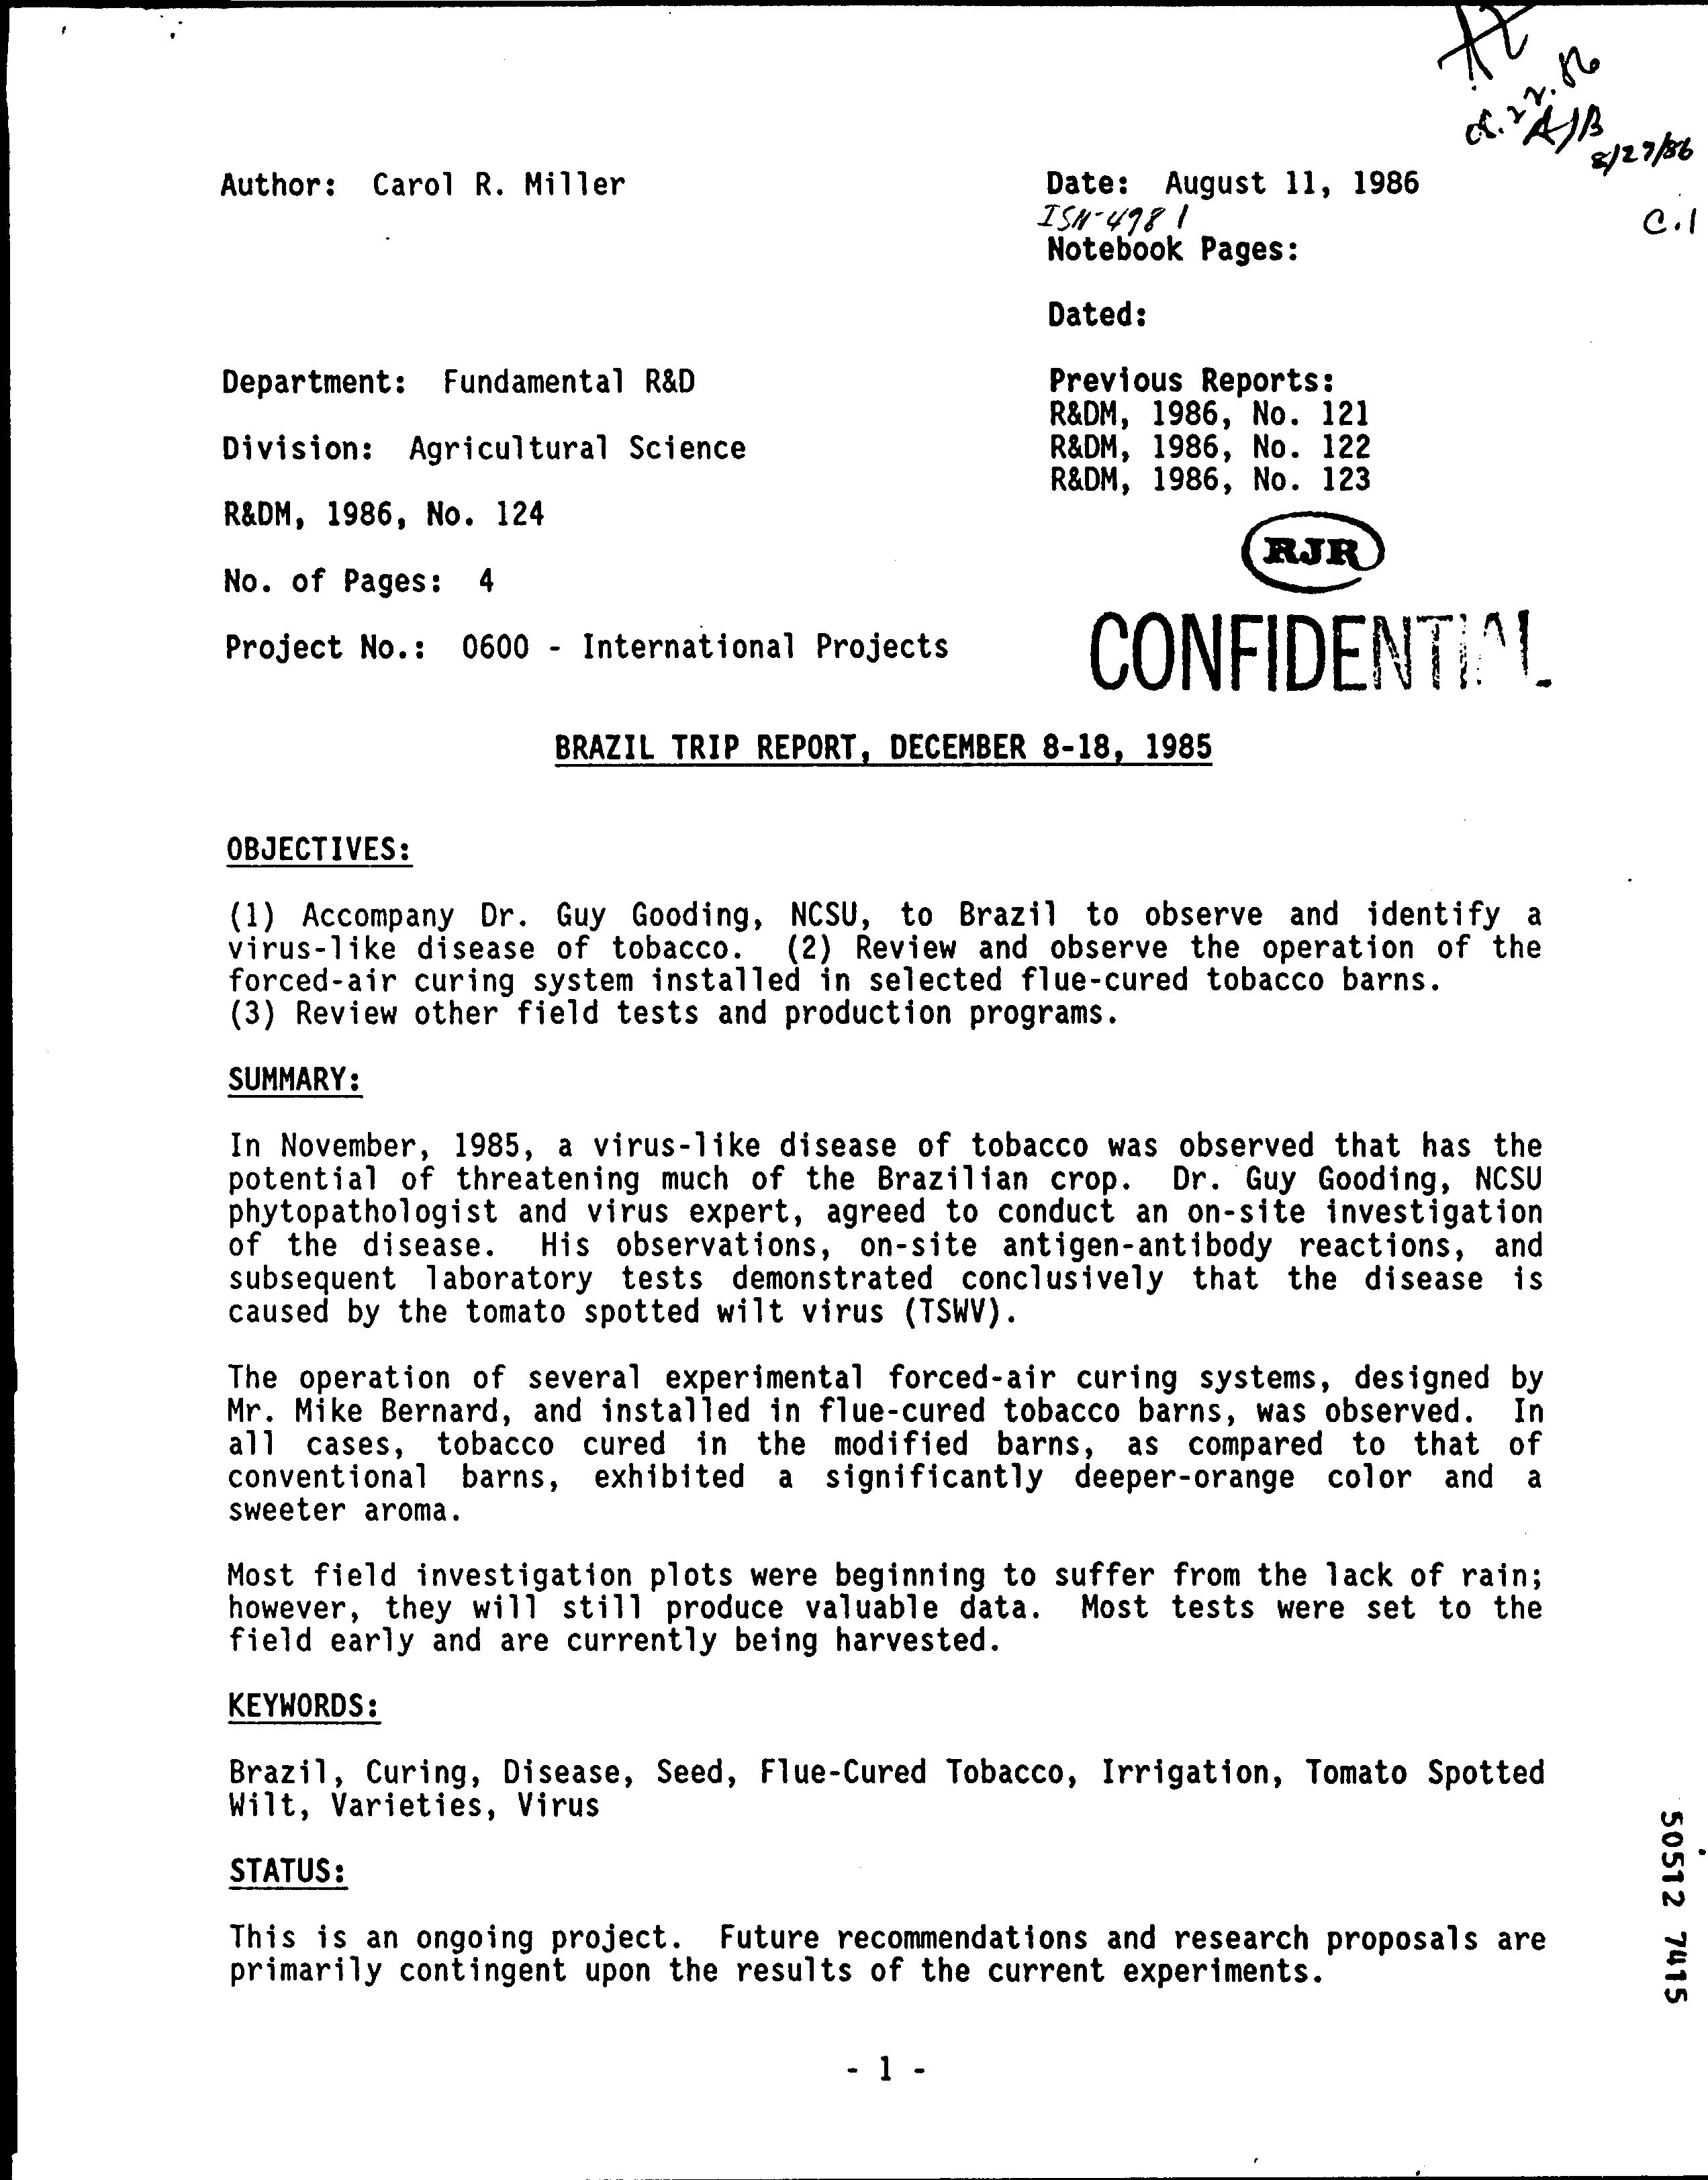 8/27/86
Author: Carol R. Miller
Date: August 11, 1986
C.1
Notebook Pages:
Dated:
Department: Fundamental R&D
Previous Reports:
R&DM, 1986, No. 121
Division: Agricultural Science
R&DM, 1986, No. 122
R&DM, 1986, No. 123
R&DM, 1986, No. 124
RJR
No. of Pages: 4
CONFIDENTIAL
Project No.: 0600 - International Projects
BRAZIL TRIP REPORT, DECEMBER 8-18, 1985
OBJECTIVES:
(1) Accompany Dr. Guy Gooding, NCSU, to Brazil to observe and identify a
virus-like disease of tobacco. (2) Review and observe the operation of the
forced-air curing system installed in selected flue-cured tobacco barns.
(3) Review other field tests and production programs.
SUMMARY:
In November, 1985, a virus-like disease of tobacco was observed that has the
potential of threatening much of the Brazilian crop. Dr. Guy Gooding, NCSU
phytopathologist and virus expert, agreed to conduct an on-site investigation
of the disease. His observations, on-site antigen-antibody reactions, and
subsequent laboratory tests demonstrated conclusively that the disease is
caused by the tomato spotted wilt virus (TSWV).
The operation of several experimental forced-air curing systems, designed by
Mr. Mike Bernard, and installed in flue-cured tobacco barns, was observed. In
all cases, tobacco cured in the modified barns, as compared to that of
conventional barns, exhibited a significantly deeper-orange color and a
sweeter aroma.
Most field investigation plots were beginning to suffer from the lack of rain;
however, they will still produce valuable data. Most tests were set to the
field early and are currently being harvested.
KEYWORDS:
Brazil, Curing, Disease, Seed, Flue-Cured Tobacco, Irrigation, Tomato Spotted
Wilt, Varieties, Virus
STATUS:
This is an ongoing project. Future recommendations and research proposals are
primarily contingent upon the results of the current experiments.
- 1 -
50512 7415